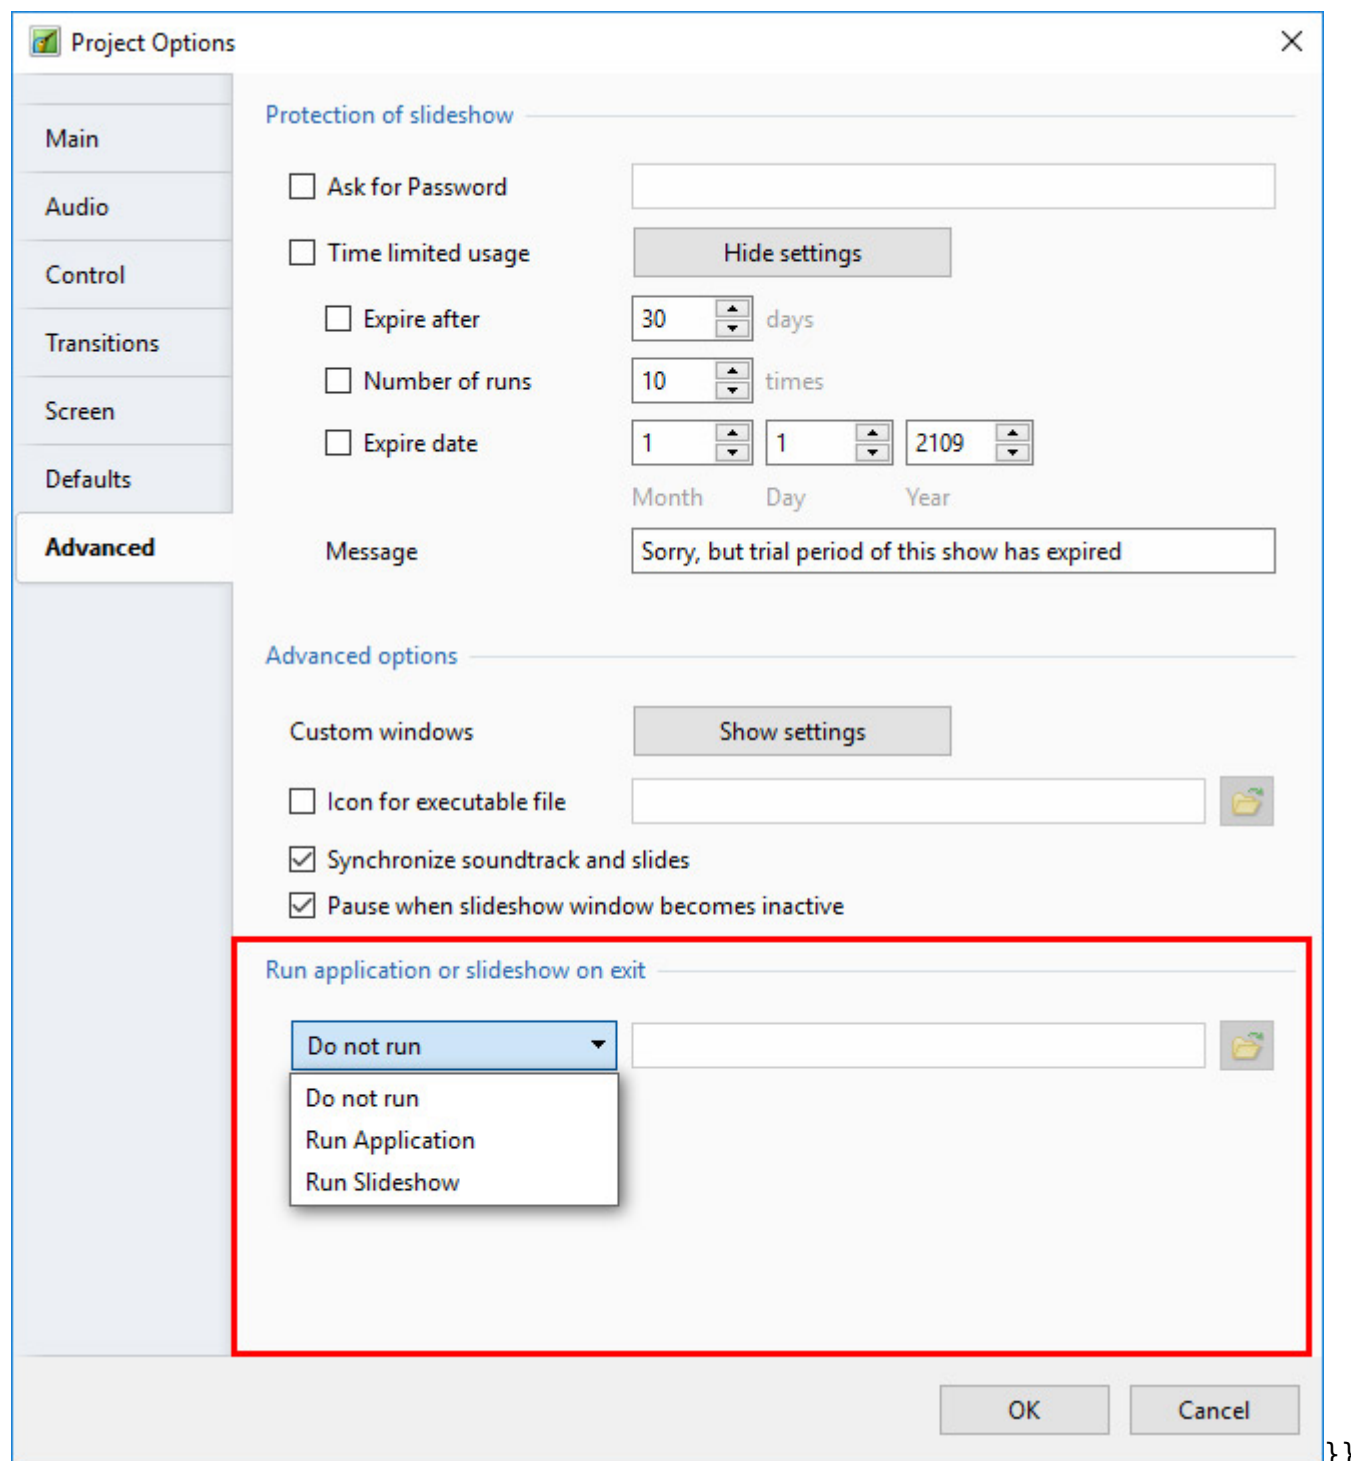 Project Options
Main
Audio
Control
Transitions
Screen
Defaults
Advanced
Protection of slideshow
Ask for Password
Time limited usage Hide settings
Expire after 30 days
Number of runs 10 times
Expire date 1 1 2109
Month Day Year
Message Sorry, but trial period of this show has expired
Advanced options
Custom windows Show settings
Icon for executable file
Synchronize soundtrack and slides
Pause when slideshow window becomes inactive
Run application or slideshow on exit
Do not run
Do not run
Run Application
Run Slideshow
OK Cancel
}}